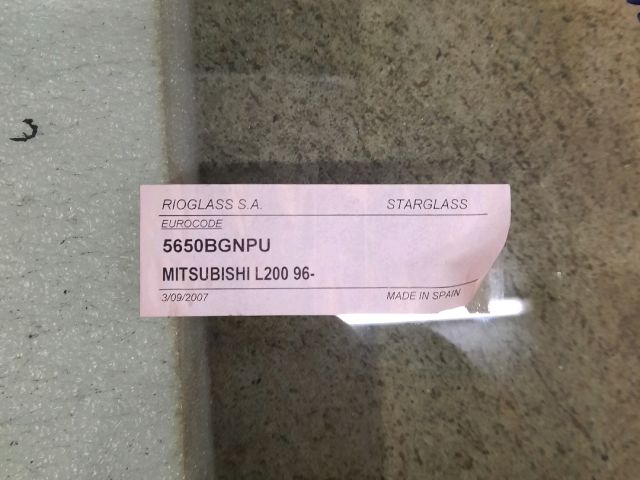 RIOGLASS S.A. STARGLASS
EUROCODE
5650BGNPU
MITSUBISHI L200 96-
3/09/2007 MADE IN SPAIN